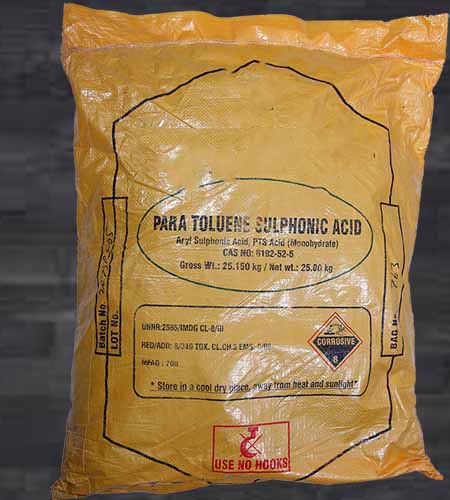 PARA TOLUENE SULPHONIC ACID
Aryl Sulphonic Acid, PTS Acid (Monohydrate)
CAS NO: 6192-52-5
Gross Wt.: 25.150 kg / Net wt.: 25.00 kg
Batch No
LOT No.
BAG No. 763
UNNR:2585/IMDG CL-8/III
MFAG : 700
CORROSIVE
8
* Store in a cool dry place, away from heat and sunlight*
USE NO HOOKS